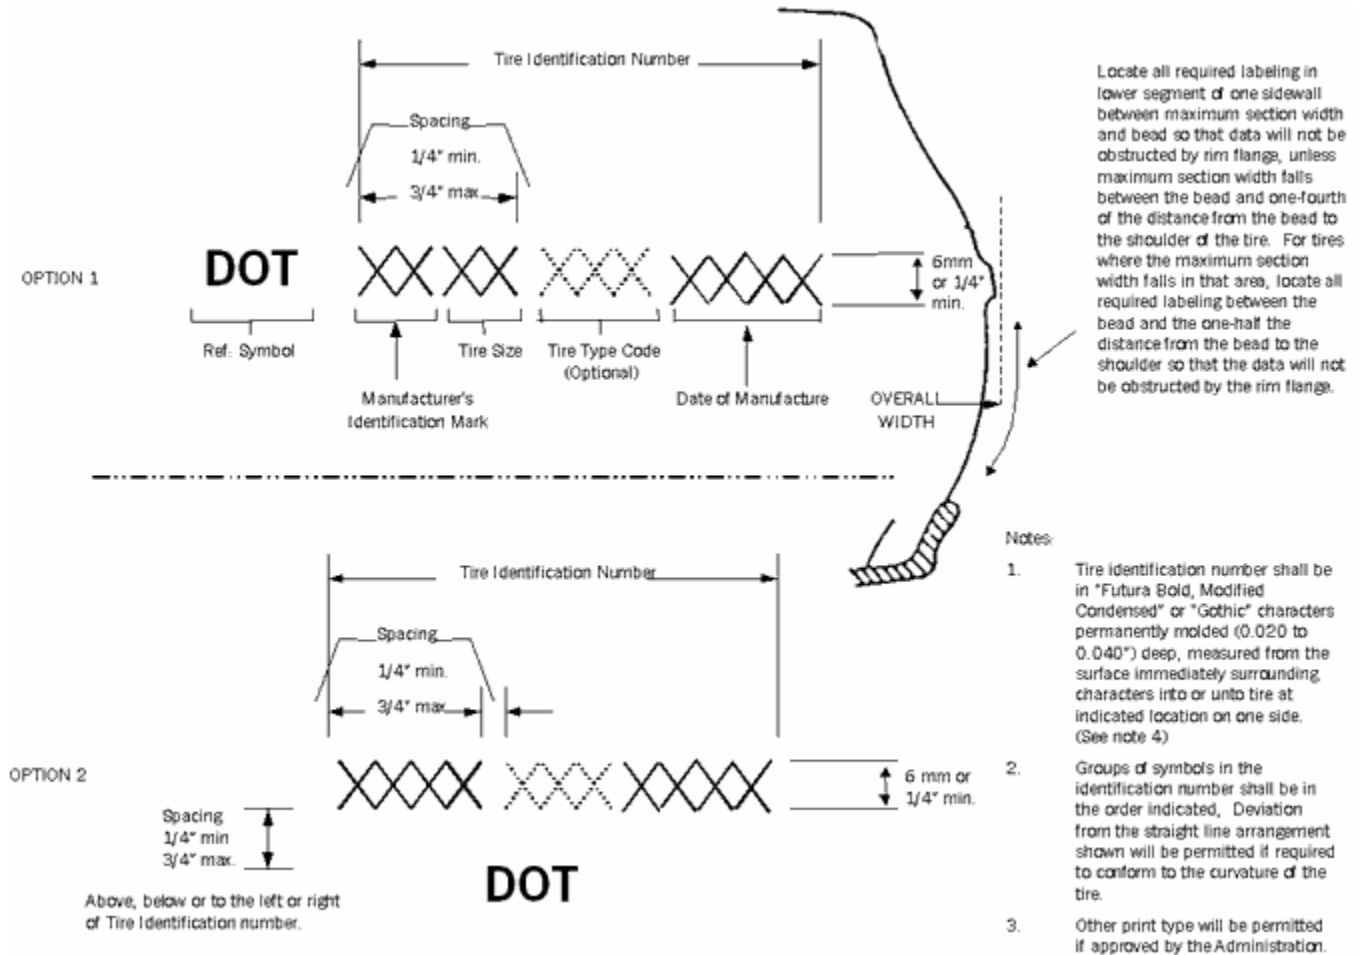 Tire Identification Number
Spacing
1/4" min.
3/4" max
OPTION 1
DOT
XX XX XXX XXXX
6mm
or 1/4"
min.
Ref. Symbol
Tire Size
Tire Type Code
(Optional)
Manufacturer's
Identification Mark
Date of Manufacture
OVERALL
WIDTH
Locate all required labeling in
lower segment of one sidewall
between maximum section width
and bead so that data will not be
obstructed by rim flange, unless
maximum section width falls
between the bead and one-fourth
of the distance from the bead to
the shoulder of the tire. For tires
where the maximum section
width falls in that area, locate all
required labeling between the
bead and the one-half the
distance from the bead to the
shoulder so that the data will not
be obstructed by the rim flange.
Tire Identification Number
Spacing
1/4" min.
3/4" max
OPTION 2
XXXX XXX XXXX
6 mm or
1/4" min.
Spacing
1/4" min
3/4" max.
DOT
Above, below or to the left or right
of Tire Identification number.
Notes:
1. Tire identification number shall be
in "Futura Bold, Modified
Condensed" or "Gothic" characters
permanently molded (0.020 to
0.040") deep, measured from the
surface immediately surrounding
characters into or unto tire at
indicated location on one side.
(See note 4)
2. Groups of symbols in the
identification number shall be in
the order indicated, Deviation
from the straight line arrangement
shown will be permitted if required
to conform to the curvature of the
tire.
3. Other print type will be permitted
if approved by the Administration.